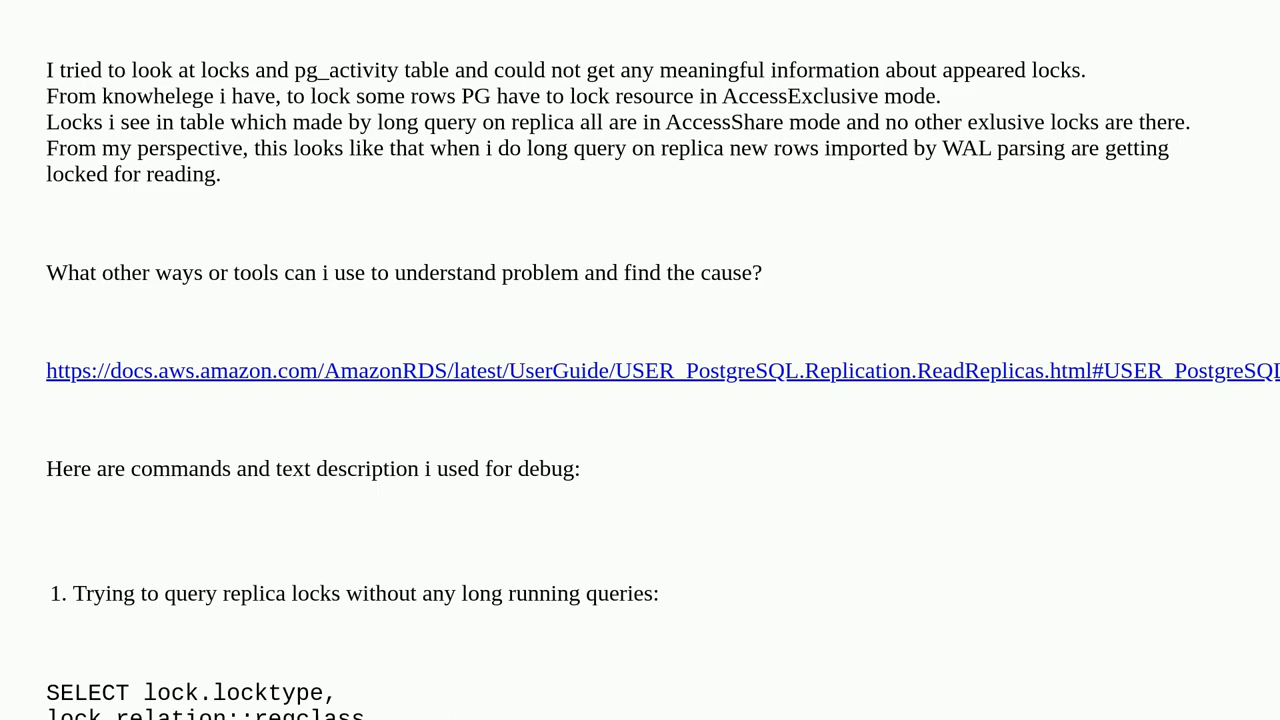 I tried to look at locks and pg_activity table and could not get any meaningful information about appeared locks.
From knowhelege i have, to lock some rows PG have to lock resource in AccessExclusive mode.
Locks i see in table which made by long query on replica all are in AccessShare mode and no other exlusive locks are there.
From my perspective, this looks like that when i do long query on replica new rows imported by WAL parsing are getting
locked for reading.
What other ways or tools can i use to understand problem and find the cause?
https://docs.aws.amazon.com/AmazonRDS/latest/UserGuide/USER_PostgreSQL.Replication.ReadReplicas.html#USER_PostgreSQL
Here are commands and text description i used for debug:
1. Trying to query replica locks without any long running queries:
SELECT lock.locktype,
lock.relation::regclass